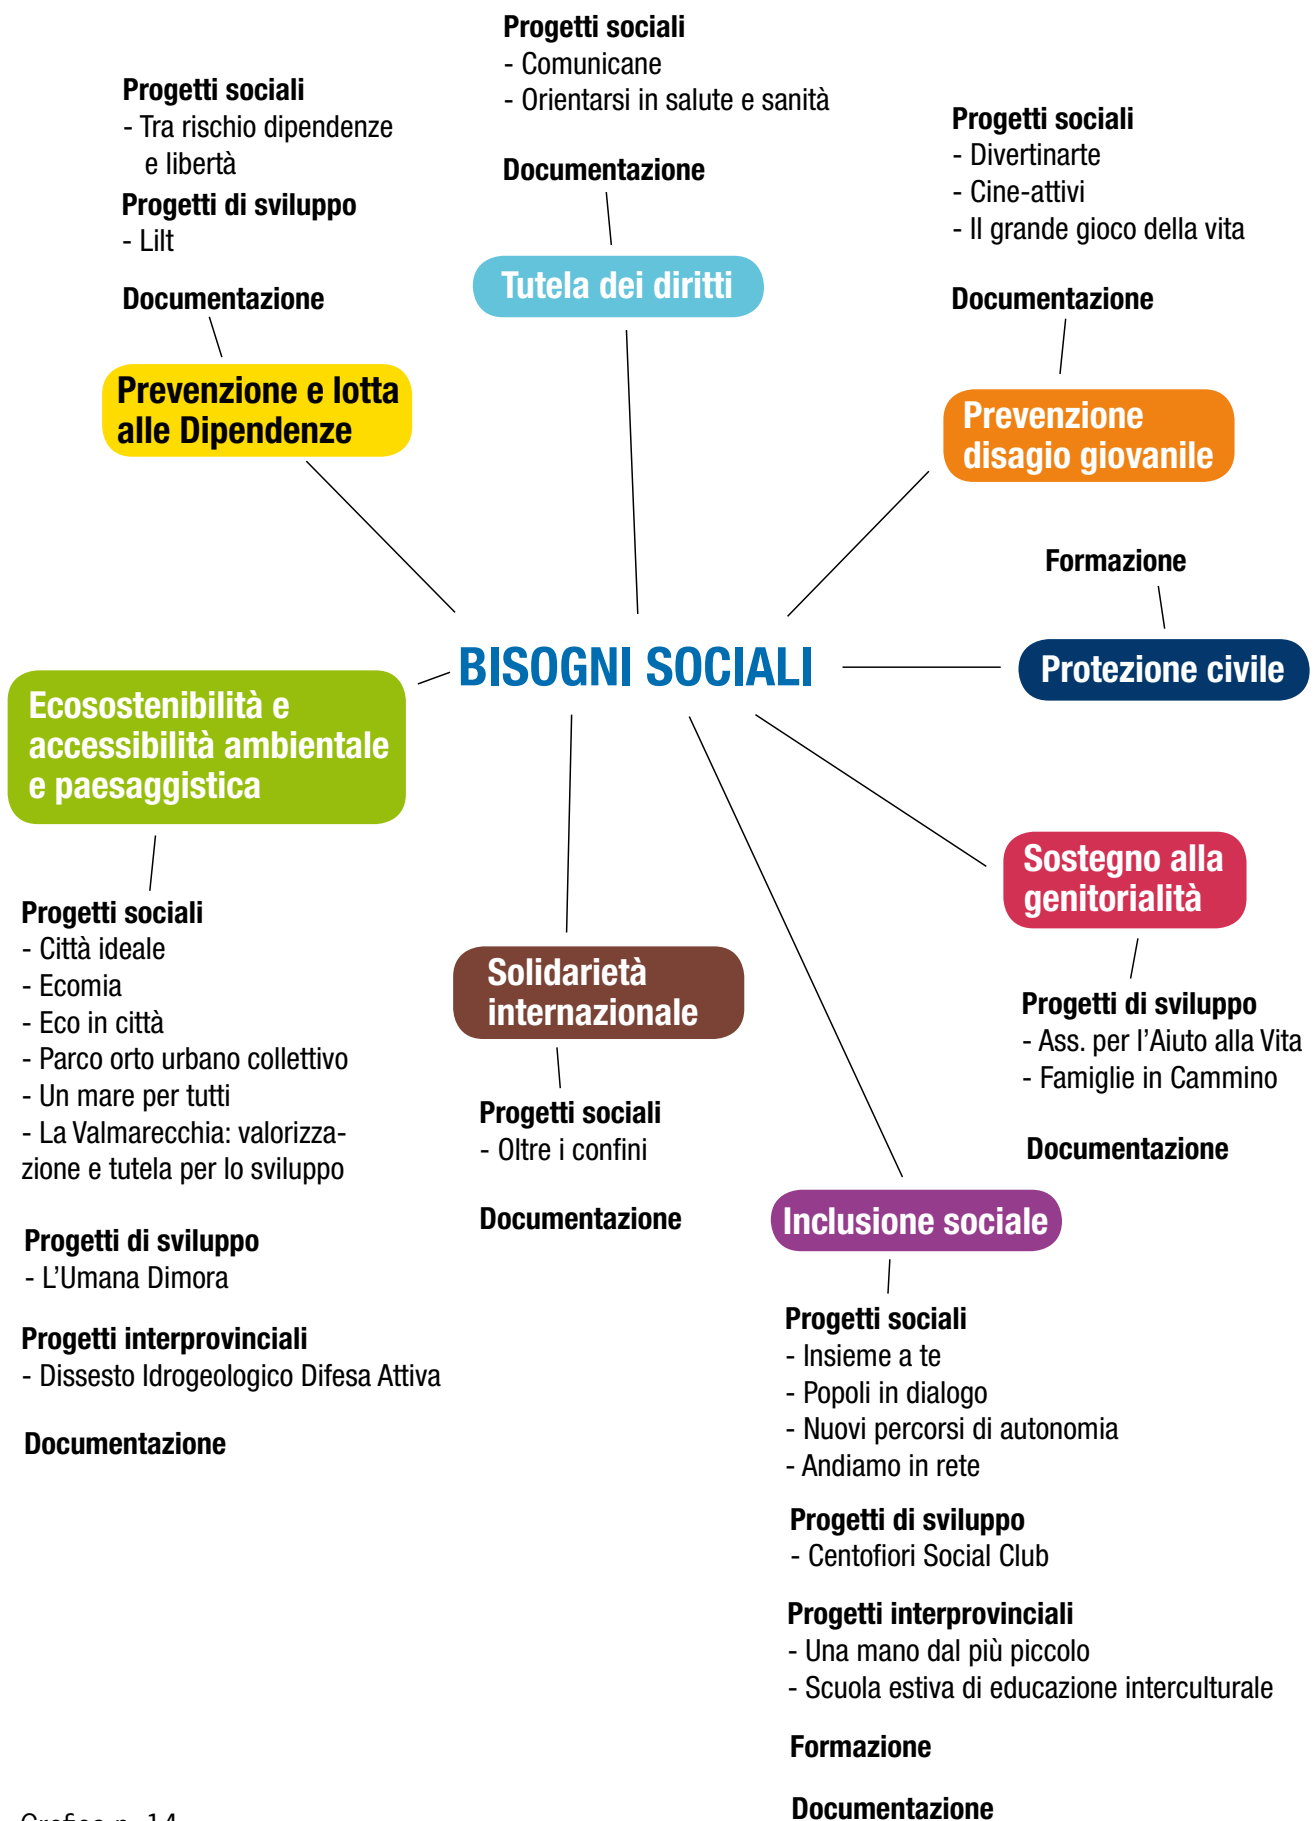 Progetti sociali
- Comunicane
- Orientarsi in salute e sanità
Documentazione
Tutela dei diritti
Progetti sociali
- Tra rischio dipendenze
e libertà
Progetti di sviluppo
- Lilt
Documentazione
Prevenzione e lotta
alle Dipendenze
Progetti sociali
- Divertinarte
- Cine-attivi
- Il grande gioco della vita
Documentazione
Prevenzione
disagio giovanile
Formazione
Protezione civile
BISOGNI SOCIALI
Ecosostenibilità e
accessibilità ambientale
e paesaggistica
Progetti sociali
- Città ideale
- Ecomia
- Eco in città
- Parco orto urbano collettivo
- Un mare per tutti
- La Valmarecchia: valorizza-
zione e tutela per lo sviluppo
Progetti di sviluppo
- L’Umana Dimora
Progetti interprovinciali
- Dissesto Idrogeologico Difesa Attiva
Documentazione
Solidarietà
internazionale
Progetti sociali
- Oltre i confini
Documentazione
Sostegno alla
genitorialità
Progetti di sviluppo
- Ass. per l’Aiuto alla Vita
- Famiglie in Cammino
Documentazione
Inclusione sociale
Progetti sociali
- Insieme a te
- Popoli in dialogo
- Nuovi percorsi di autonomia
- Andiamo in rete
Progetti di sviluppo
- Centofiori Social Club
Progetti interprovinciali
- Una mano dal più piccolo
- Scuola estiva di educazione interculturale
Formazione
Documentazione
Grafico n. 14